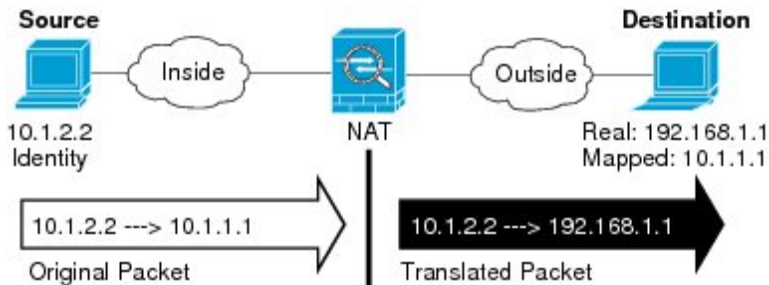 Source
Destination
Inside
Outside
10.1.2.2
Identity
NAT
Real: 192.168.1.1
Mapped: 10.1.1.1
10.1.2.2 ---> 10.1.1.1
10.1.2.2 ---> 192.168.1.1
Original Packet
Translated Packet